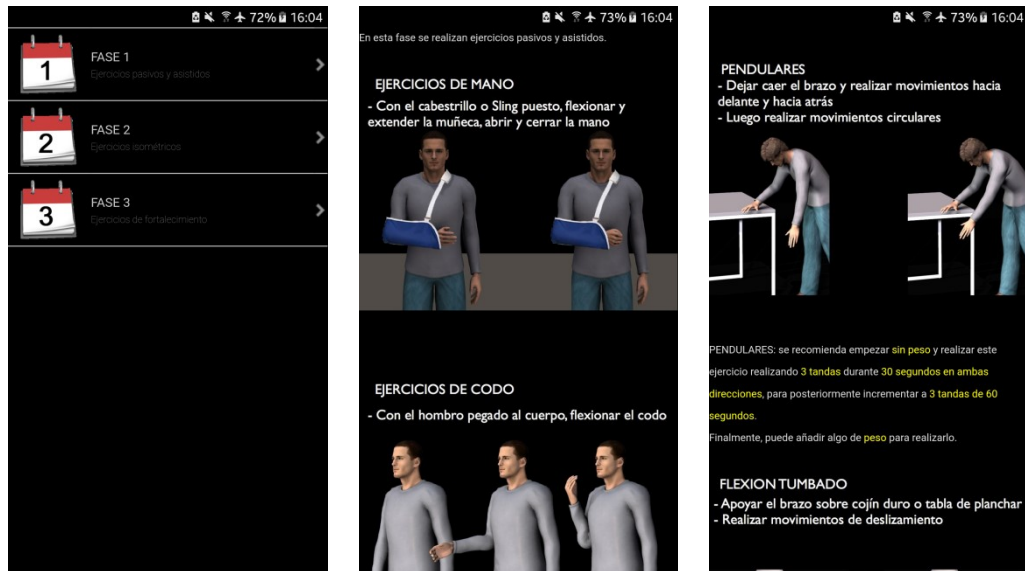 72% 16:04
1
FASE 1
Ejercicios pasivos y asistidos
2
FASE 2
Ejercicios isométricos
3
FASE 3
Ejercicios de fortalecimiento
73% 16:04
En esta fase se realizan ejercicios pasivos y asistidos.
EJERCICIOS DE MANO
- Con el cabestrillo o Sling puesto, flexionar y
extender la muñeca, abrir y cerrar la mano
EJERCICIOS DE CODO
- Con el hombro pegado al cuerpo, flexionar el codo
73% 16:04
PENDULARES
- Dejar caer el brazo y realizar movimientos hacia
delante y hacia atrás
- Luego realizar movimientos circulares
PENDULARES: se recomienda empezar sin peso y realizar este
ejercicio realizando 3 tandas durante 30 segundos en ambas
direcciones, para posteriormente incrementar a 3 tandas de 60
segundos.
Finalmente, puede añadir algo de peso para realizarlo.
FLEXION TUMBADO
- Apoyar el brazo sobre cojín duro o tabla de planchar
- Realizar movimientos de deslizamiento